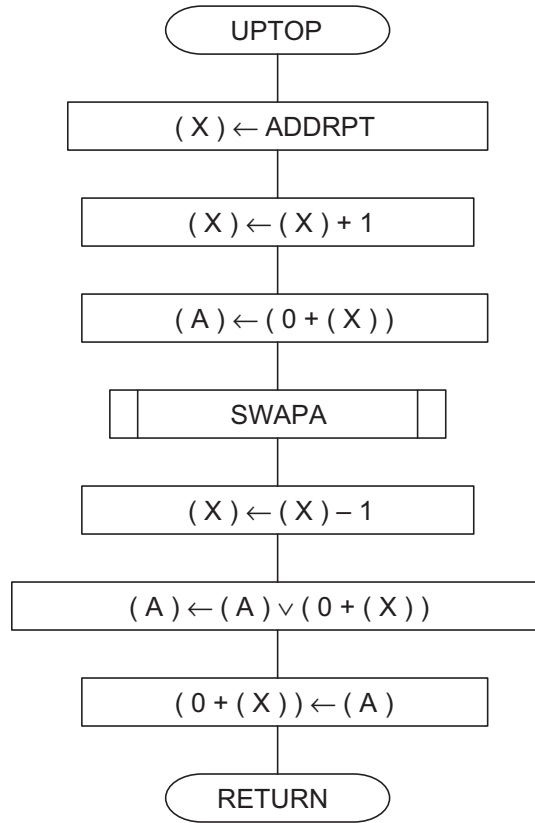 UPTOP
( X ) ← ADDRPT
( X ) ← ( X ) + 1
( A ) ← ( 0 + ( X ) )
SWAPA
( X ) ← ( X ) – 1
( A ) ← ( A ) ∨ ( 0 + ( X ) )
( 0 + ( X ) ) ← ( A )
RETURN